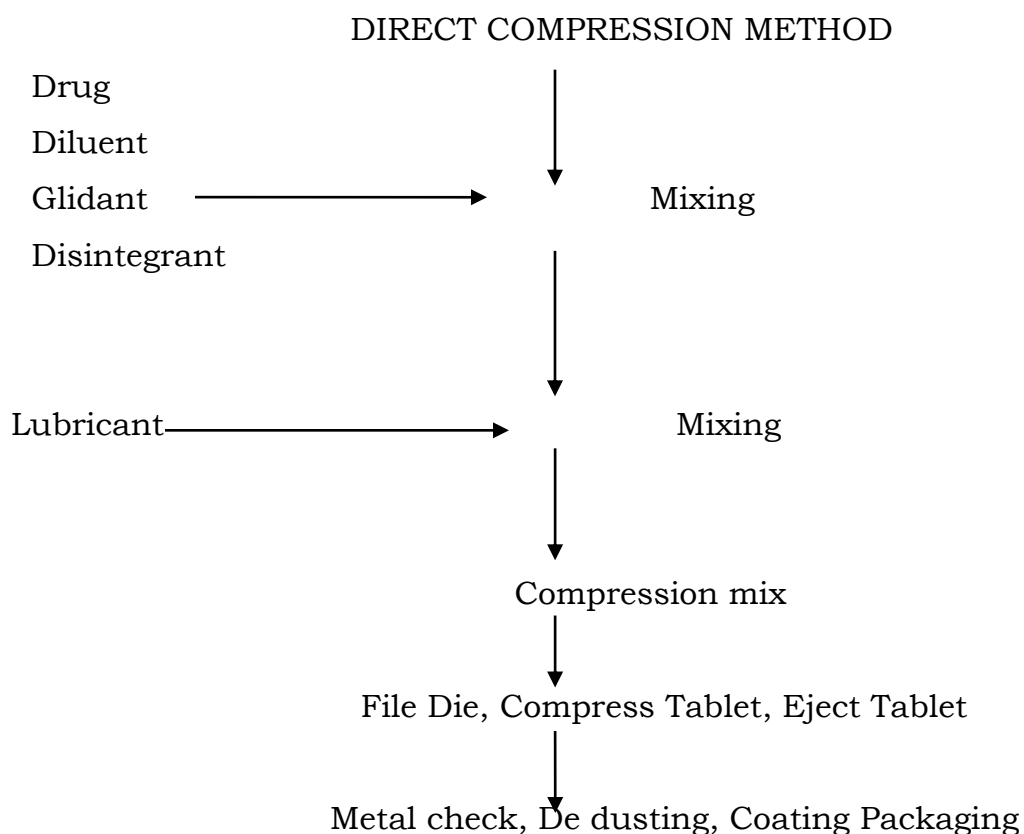 DIRECT COMPRESSION METHOD
Drug
Diluent
Glidant
Mixing
Disintegrant
Lubricant
Mixing
Compression mix
File Die, Compress Tablet, Eject Tablet
Metal check, De dusting, Coating Packaging